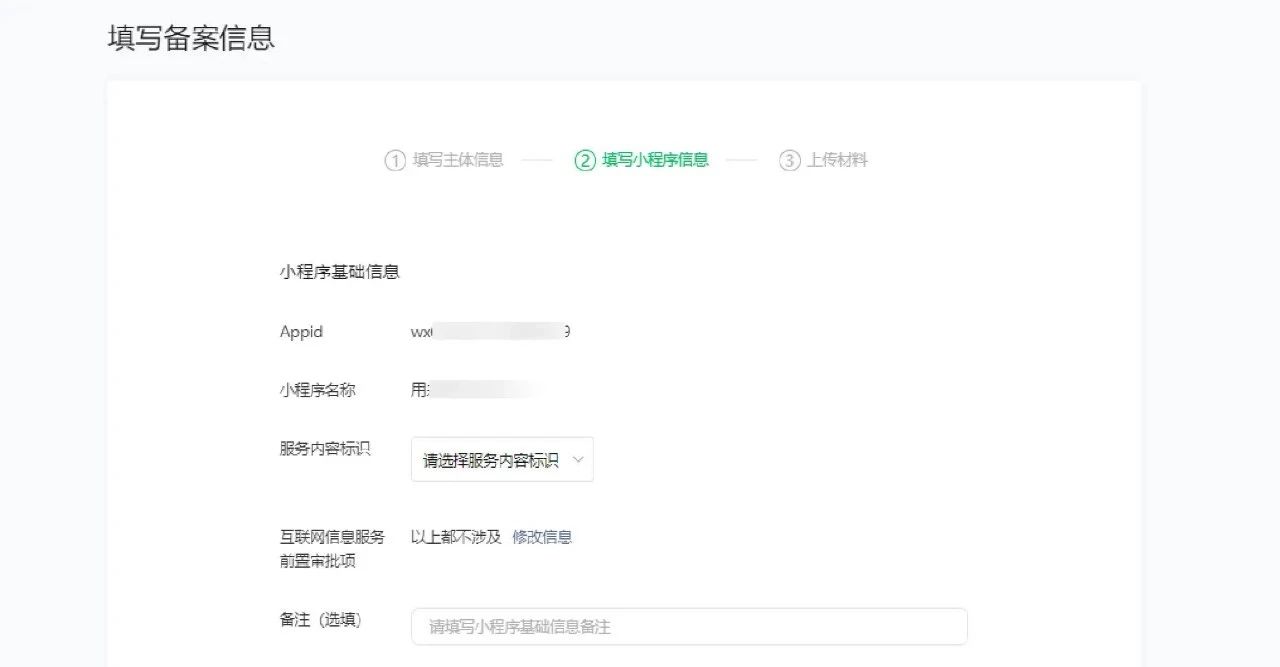 填写备案信息
1 填写主体信息 2 填写小程序信息 3 上传材料
小程序基础信息
Appid wx 9
小程序名称 用
服务内容标识 请选择服务内容标识
互联网信息服务 以上都不涉及 修改信息
前置审批项
备注（选填） 请填写小程序基础信息备注